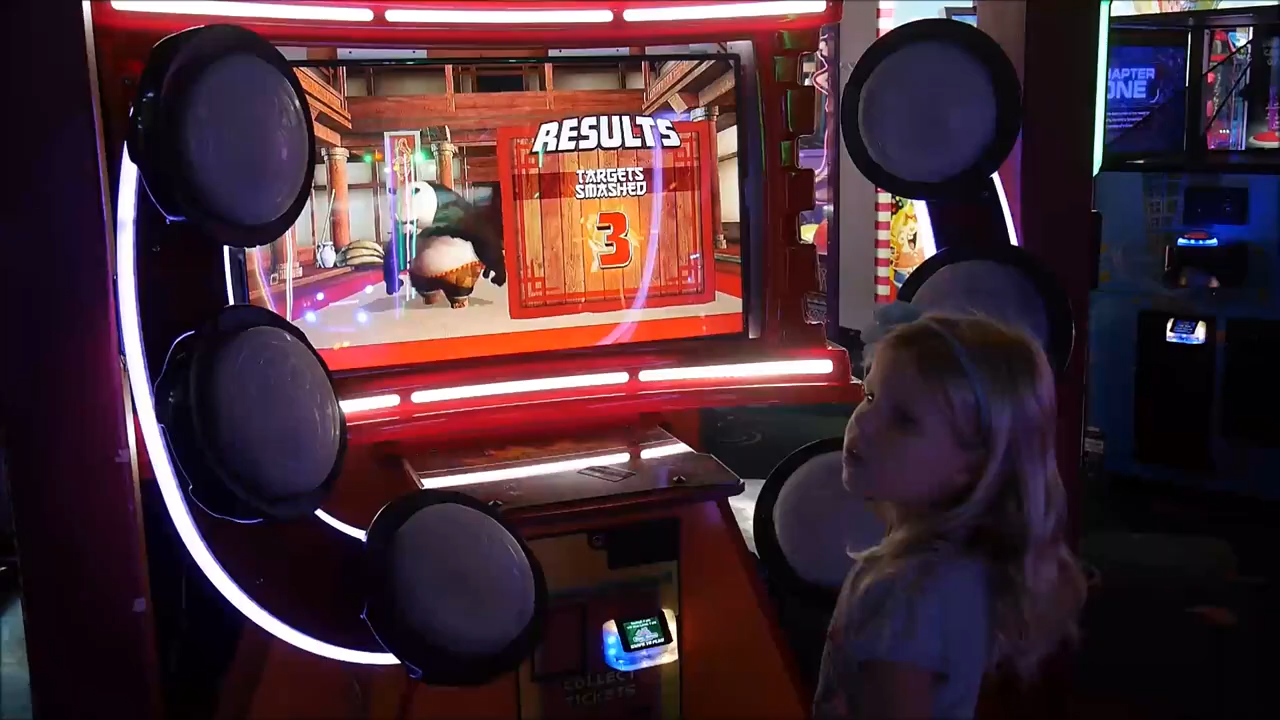 RESULTS
TARGETS
SMASHED
3
CHAPTER
ONE
COLLECT
TICKETS